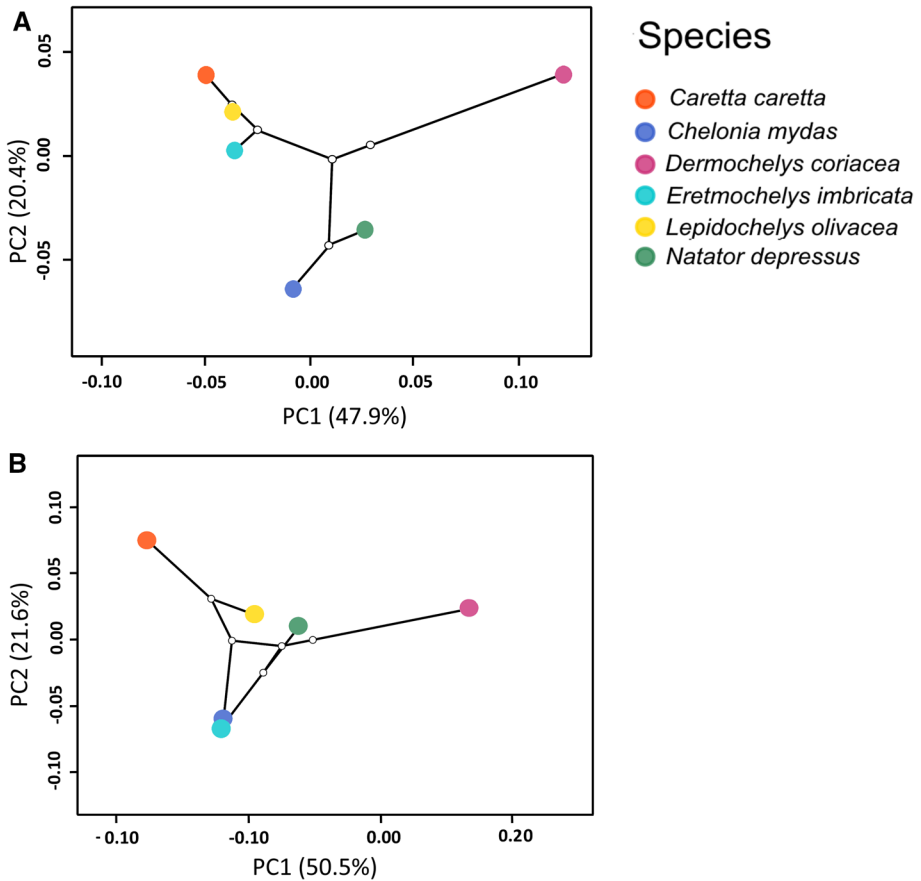 A
0.05
0.00
-0.05
PC2 (20.4%)
-0.10 -0.05 0.00 0.05 0.10
PC1 (47.9%)
Species
Caretta caretta
Chelonia mydas
Dermochelys coriacea
Eretmochelys imbricata
Lepidochelys olivacea
Natator depressus
B
0.10
0.05
0.00
-0.05
-0.10
PC2 (21.6%)
-0.10 -0.10 0.00 0.20
PC1 (50.5%)